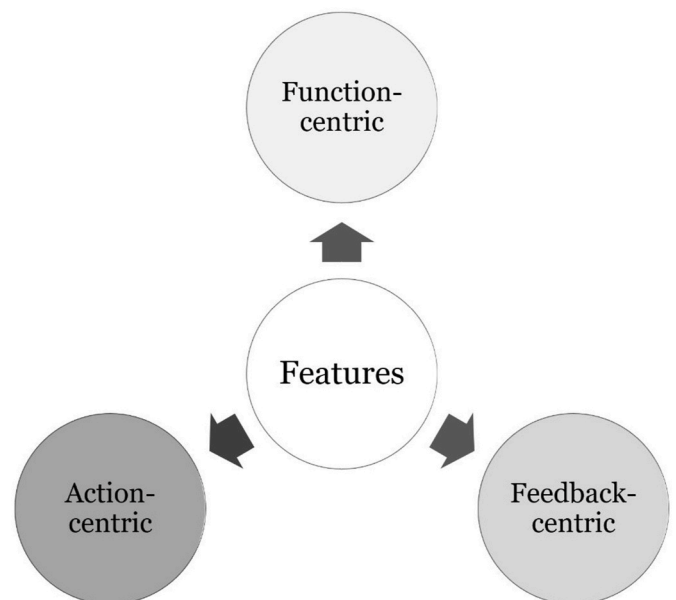 Function-
centric
Features
Action-
centric
Feedback-
centric